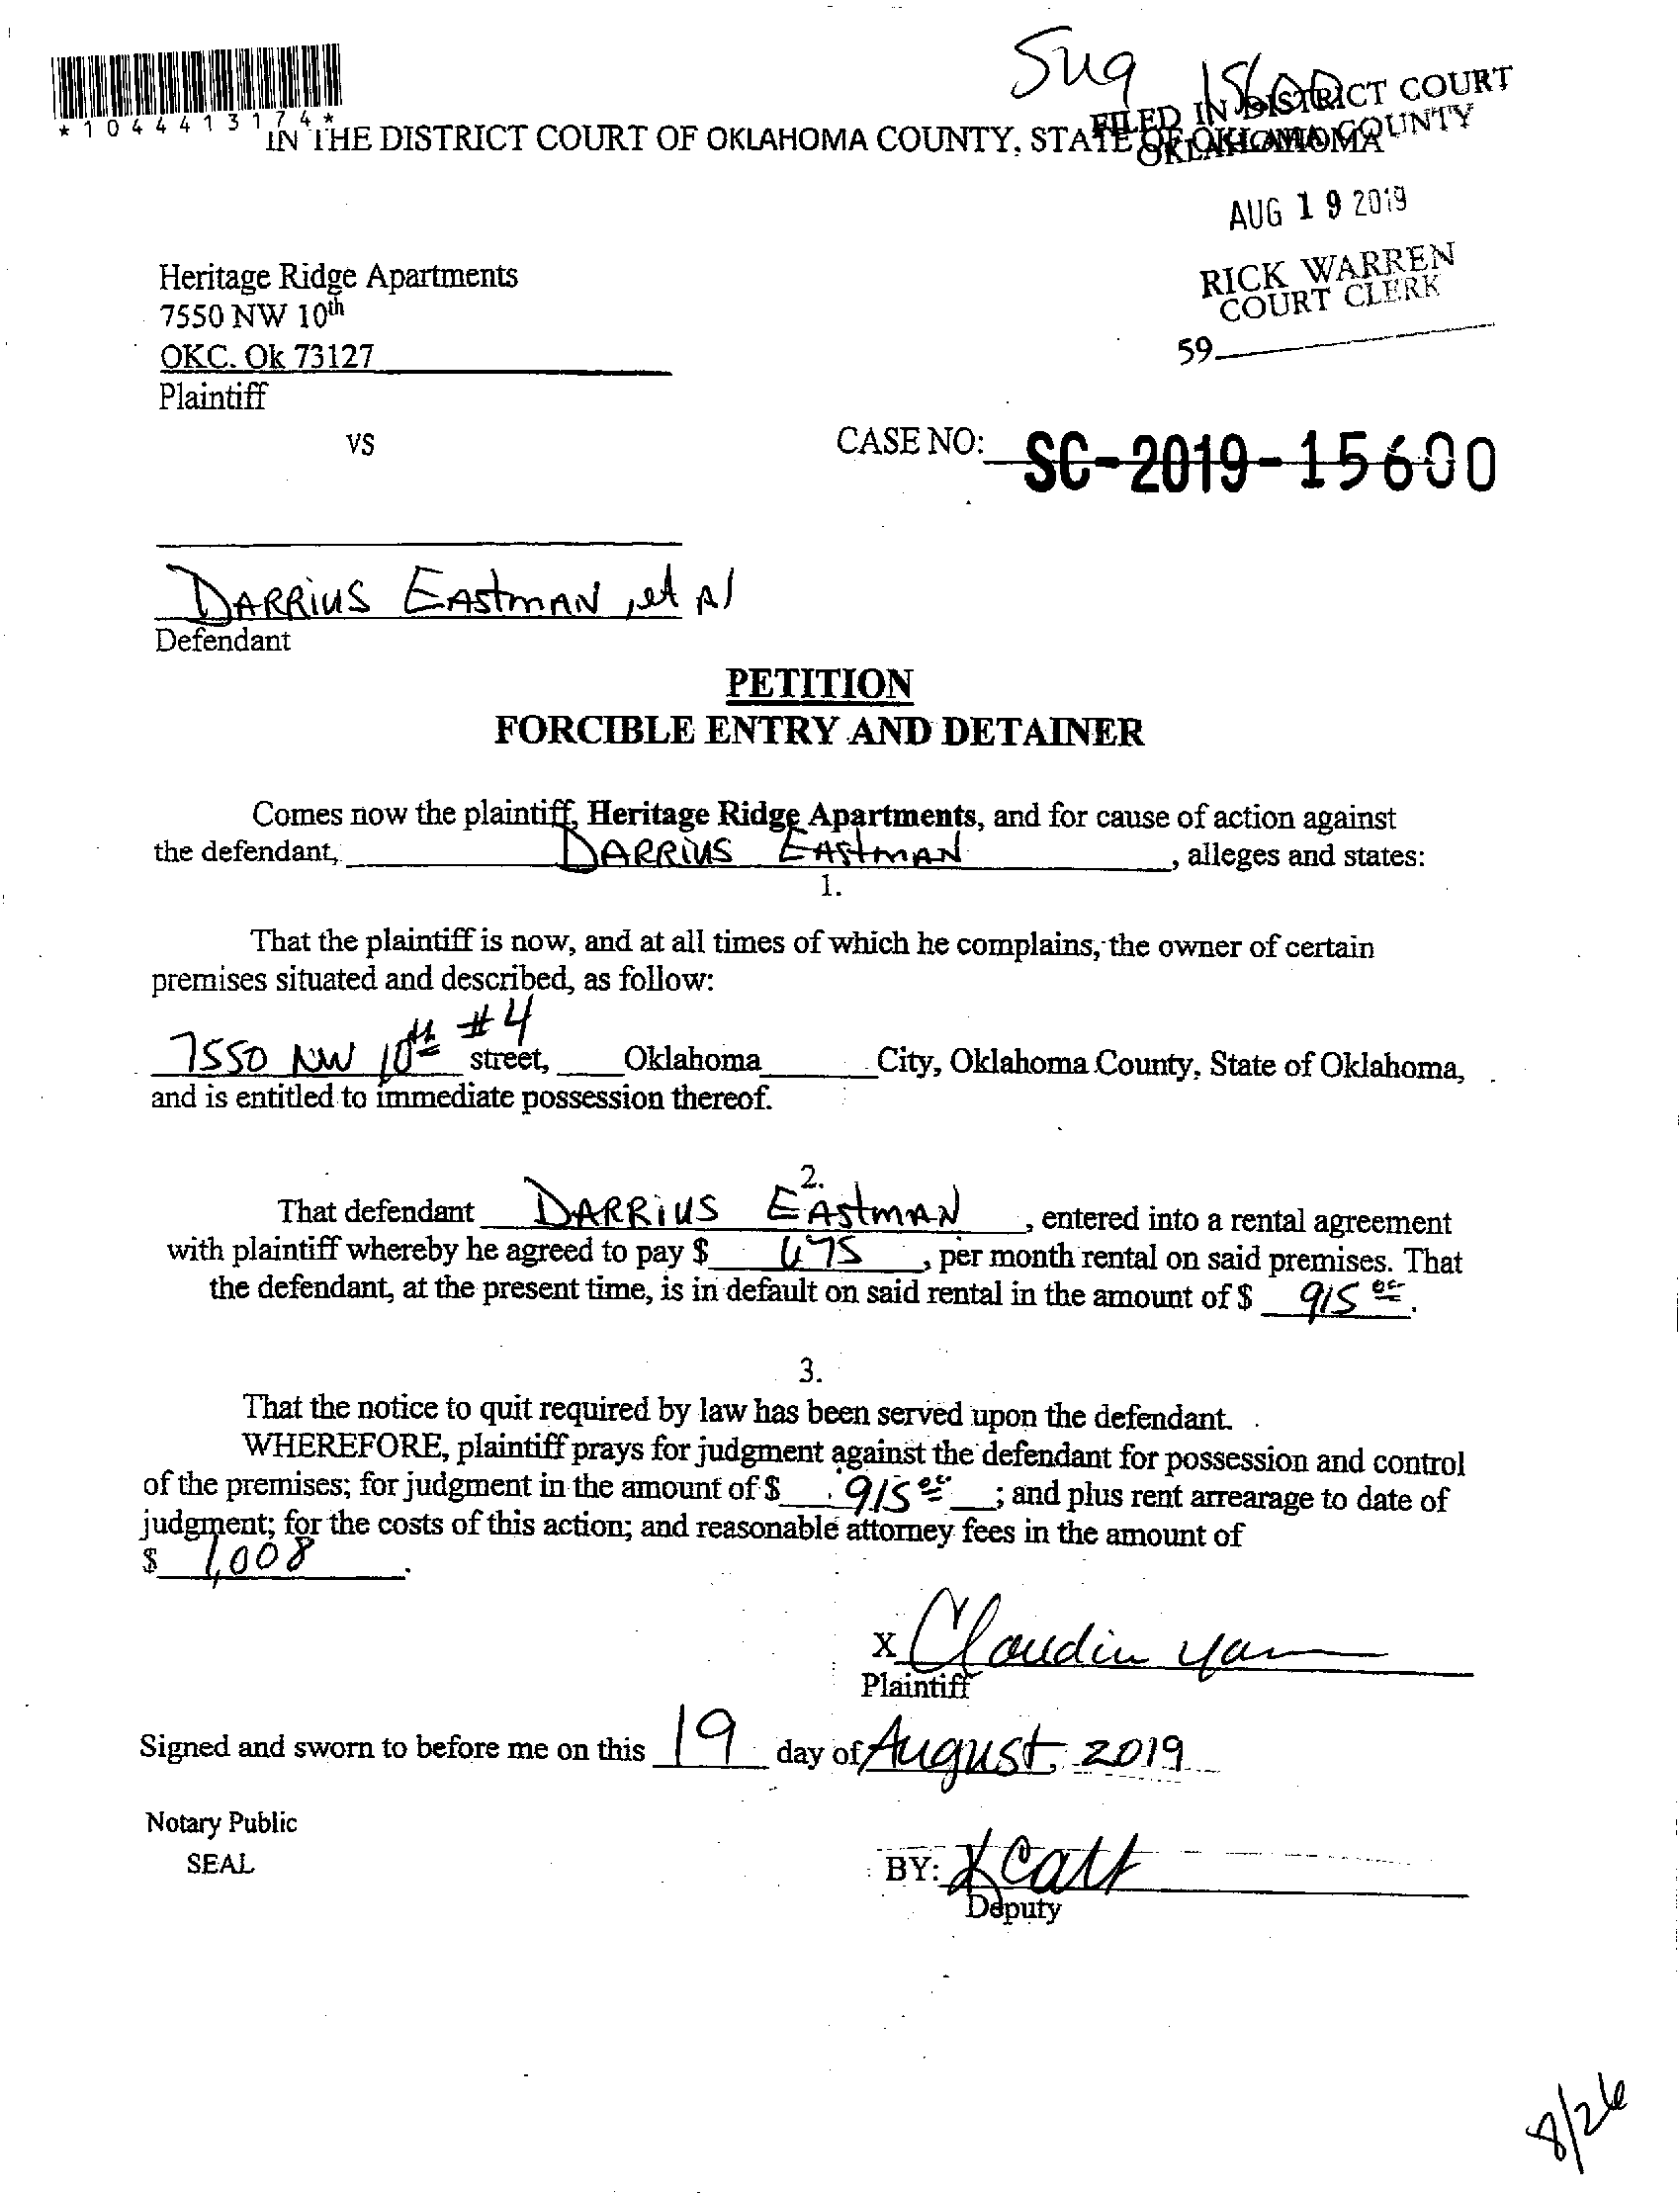 Sug 15600
*1044413174*
IN THE DISTRICT COURT OF OKLAHOMA COUNTY, STATE OF OKLAHOMA
FILED IN DISTRICT COURT
OKLAHOMA COUNTY
AUG 19 2019
RICK WARREN
COURT CLERK
59
Heritage Ridge Apartments
7550 NW 10th
OKC. Ok 73127
Plaintiff
VS
CASE NO: SC-2019-15600
DARRiUS EAstmAN, et Al
Defendant
PETITION
FORCIBLE ENTRY AND DETAINER
Comes now the plaintiff, Heritage Ridge Apartments, and for cause of action against
the defendant, DARRiUS EAstmAN, alleges and states:
1.
That the plaintiff is now, and at all times of which he complains, the owner of certain
premises situated and described, as follow:
7550 NW 10th #4 street, Oklahoma City, Oklahoma County, State of Oklahoma,
and is entitled to immediate possession thereof.
2.
That defendant DARRiUS EAstmAN, entered into a rental agreement
with plaintiff whereby he agreed to pay $ 675, per month rental on said premises. That
the defendant, at the present time, is in default on said rental in the amount of $ 915 00.
3.
That the notice to quit required by law has been served upon the defendant.
WHEREFORE, plaintiff prays for judgment against the defendant for possession and control
of the premises; for judgment in the amount of $ 915 00; and plus rent arrearage to date of
judgment; for the costs of this action; and reasonable attorney fees in the amount of
$ 1,008.
X Claudia
Plaintiff
Signed and sworn to before me on this 19 day of August, 2019
Notary Public
SEAL
BY:
Deputy
8/26